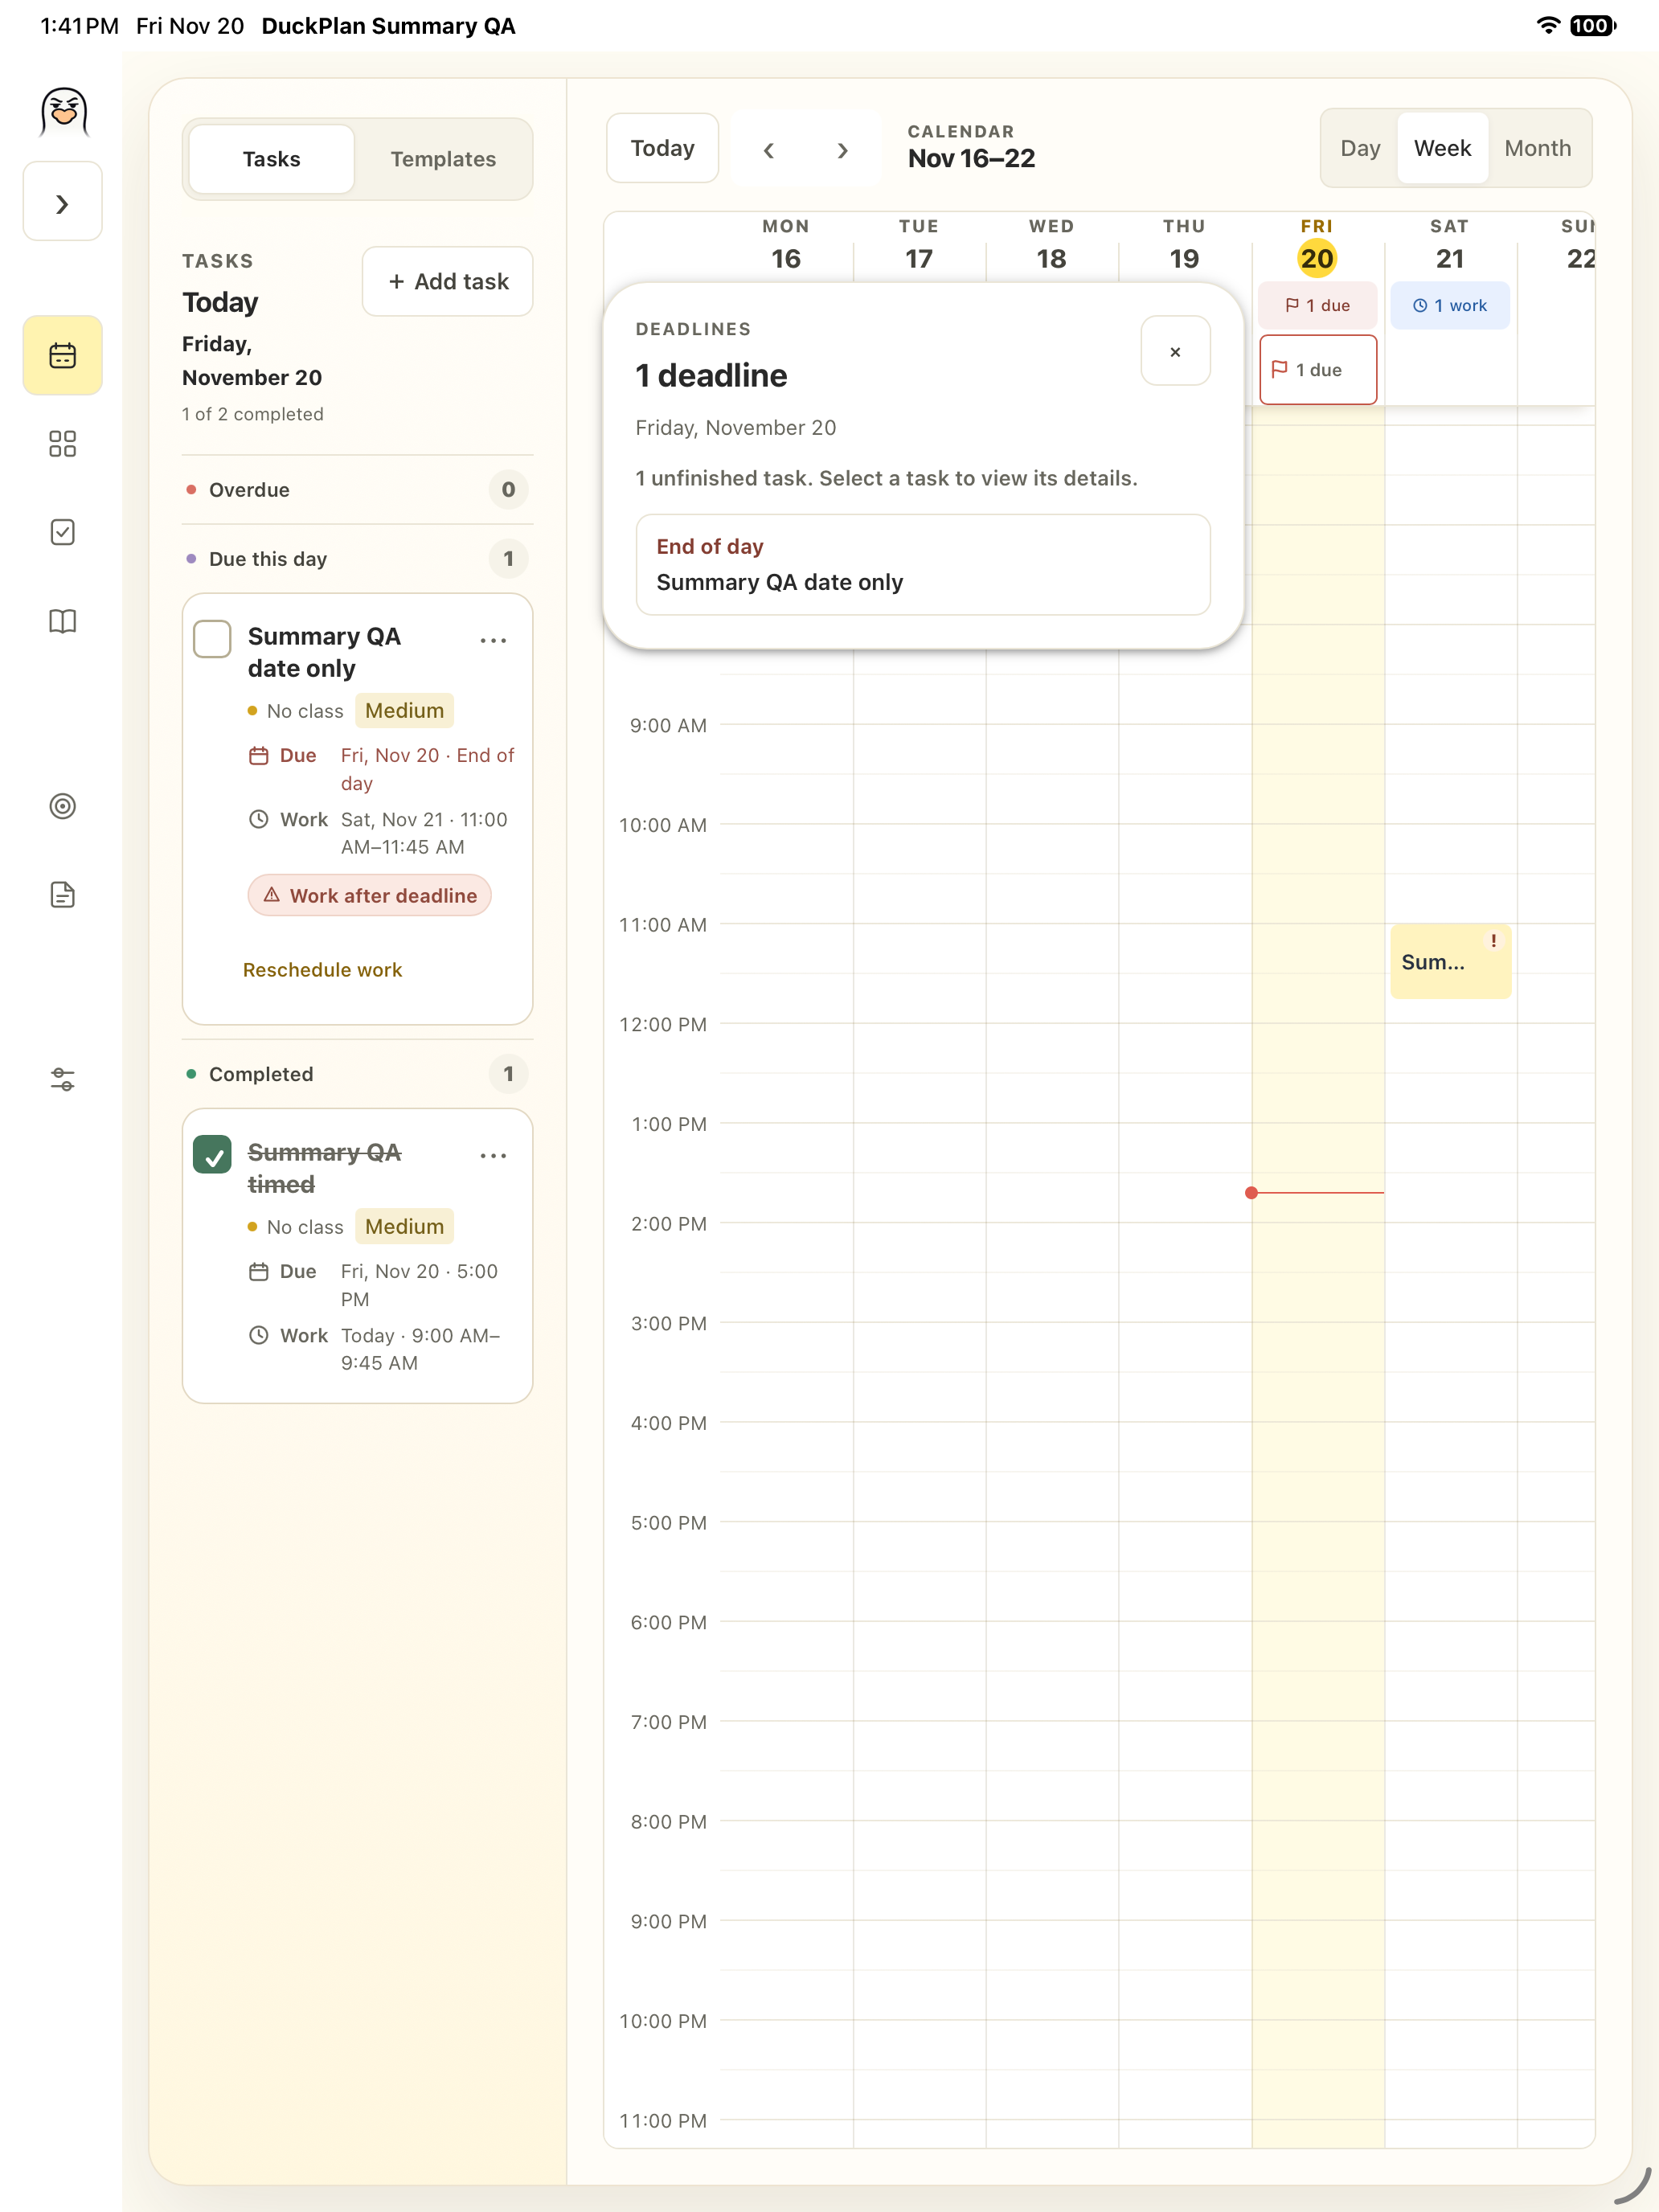 1:41 PM Fri Nov 20 DuckPlan Summary QA
100
Tasks
Templates
TASKS
Today
Friday,
November 20
1 of 2 completed
+ Add task
Overdue
0
Due this day
1
Summary QA
date only
No class
Medium
Due
Fri, Nov 20 · End of
day
Work
Sat, Nov 21 · 11:00
AM–11:45 AM
Work after deadline
Reschedule work
Completed
1
Summary QA
timed
No class
Medium
Due
Fri, Nov 20 · 5:00
PM
Work
Today · 9:00 AM–
9:45 AM
Today
CALENDAR
Nov 16–22
Day
Week
Month
MON
16
TUE
17
WED
18
THU
19
FRI
20
SAT
21
SUN
22
1 due
1 work
1 due
DEADLINES
1 deadline
×
Friday, November 20
1 unfinished task. Select a task to view its details.
End of day
Summary QA date only
9:00 AM
10:00 AM
11:00 AM
!
Sum...
12:00 PM
1:00 PM
2:00 PM
3:00 PM
4:00 PM
5:00 PM
6:00 PM
7:00 PM
8:00 PM
9:00 PM
10:00 PM
11:00 PM